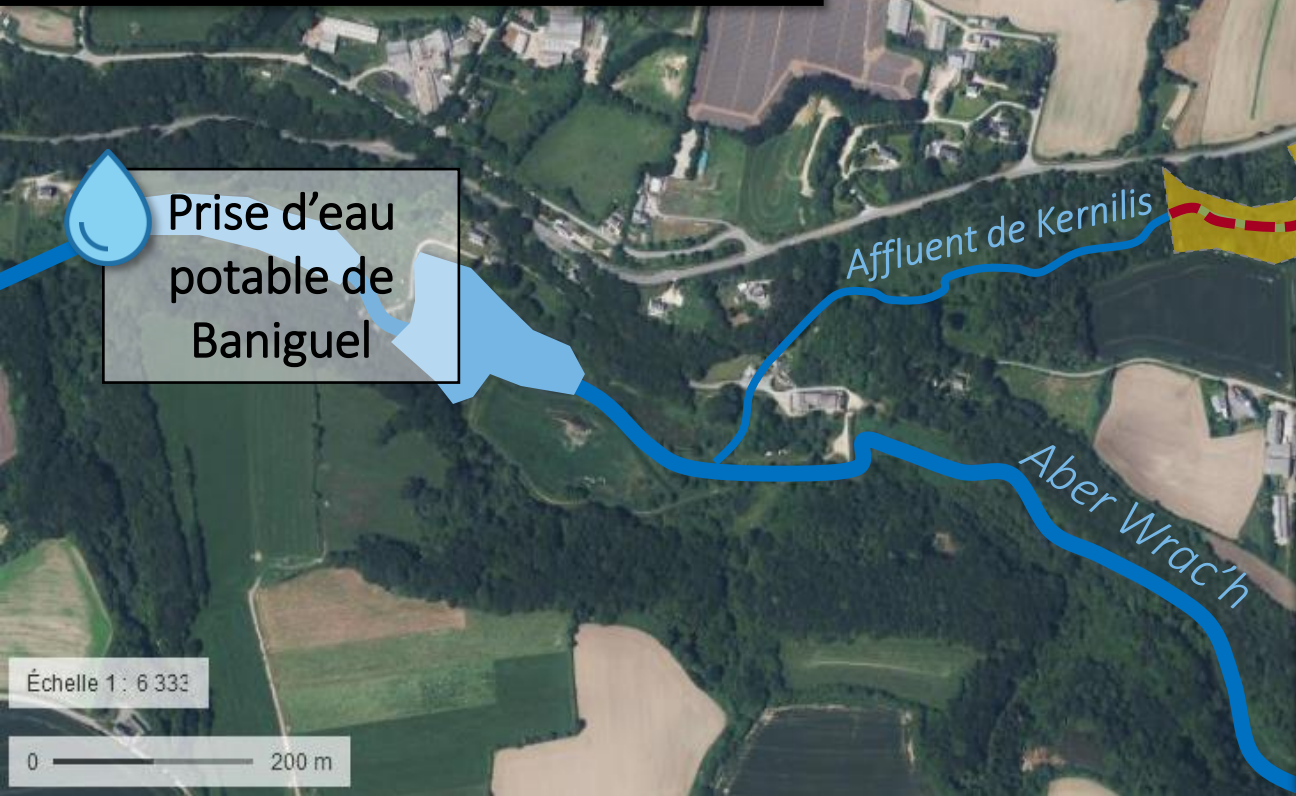 Prise d'eau
potable de
Baniguel
Affluent de Kernilis
Aber Wrac'h
Échelle 1 : 6 333
0 200 m